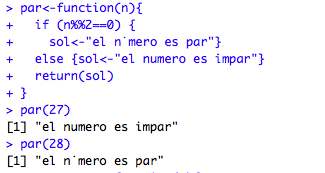 > par<-function(n){
+   if (n%%2==0) {
+     sol<-"el n´mero es par"}
+   else {sol<-"el numero es impar"}
+   return(sol)
+ }
> par(27)
[1] "el numero es impar"
> par(28)
[1] "el n´mero es par"